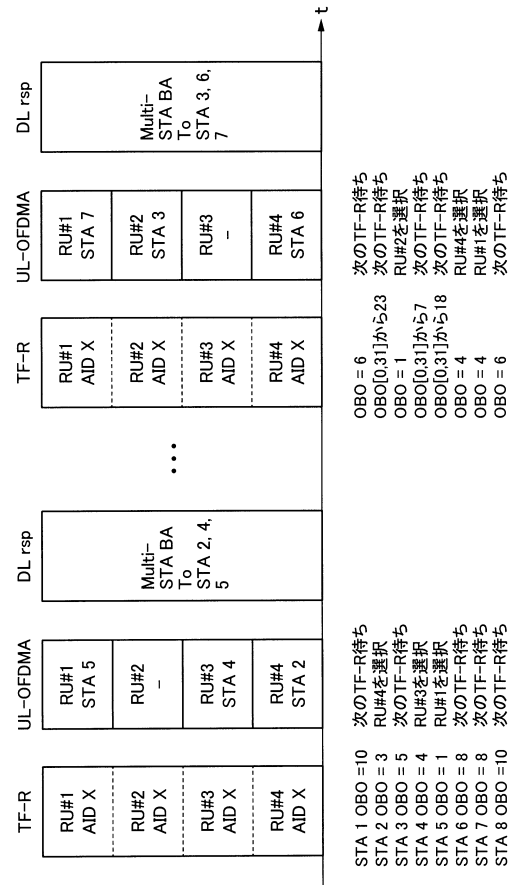 TF-R
UL-OFDMA
DL rsp
TF-R
UL-OFDMA
DL rsp
RU#1
AID X
RU#2
AID X
RU#3
AID X
RU#4
AID X
RU#1
STA 5
RU#2
-
RU#3
STA 4
RU#4
STA 2
Multi-
STA BA
To
STA 2, 4,
5
...
RU#1
AID X
RU#2
AID X
RU#3
AID X
RU#4
AID X
RU#1
STA 7
RU#2
STA 3
RU#3
-
RU#4
STA 6
Multi-
STA BA
To
STA 3, 6,
7
t
STA 1 OBO =10 次のTF-R待ち
STA 2 OBO = 3 RU#4を選択
STA 3 OBO = 5 次のTF-R待ち
STA 4 OBO = 4 RU#3を選択
STA 5 OBO = 1 RU#1を選択
STA 6 OBO = 8 次のTF-R待ち
STA 7 OBO = 8 次のTF-R待ち
STA 8 OBO = 10 次のTF-R待ち
OBO = 6 次のTF-R待ち
OBO[0,31]から23 次のTF-R待ち
OBO = 1 RU#2を選択
OBO[0,31]から7 次のTF-R待ち
OBO[0,31]から18 次のTF-R待ち
OBO = 4 RU#4を選択
OBO = 4 RU#1を選択
OBO = 6 次のTF-R待ち